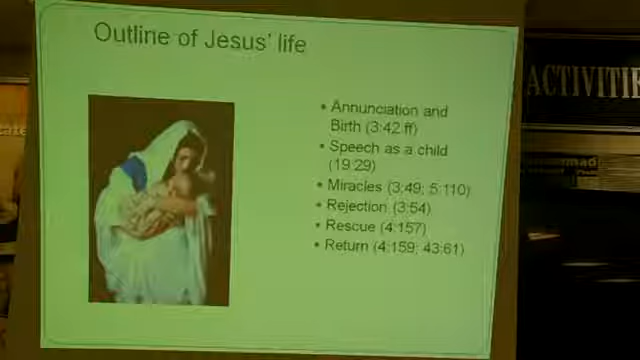 Outline of Jesus' life
• Annunciation and
Birth (3:42 ff)
• Speech as a child
(19:29)
• Miracles (3:49; 5:110)
• Rejection (3:54)
• Rescue (4:157)
• Return (4:159; 43:61)
ACTIVITIE